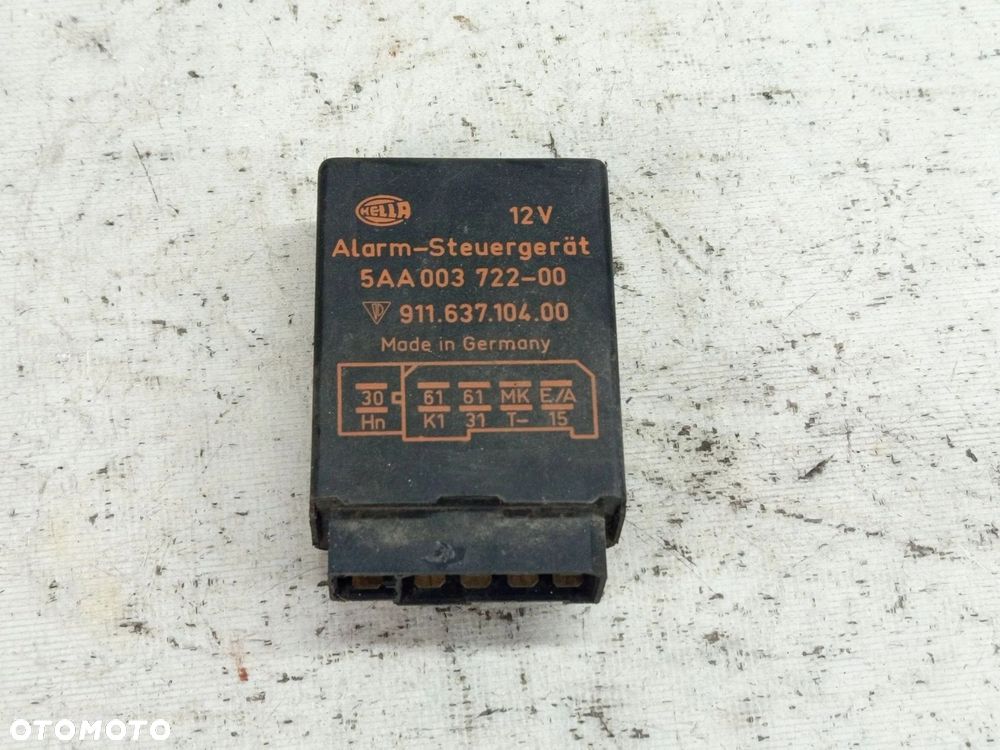 HELLA 12V
Alarm-Steuergerät
5AA 003 722-00
911.637.104.00
Made in Germany
30 61 61 MK E/A
Hn K1 31 T- 15
OTOMOTO